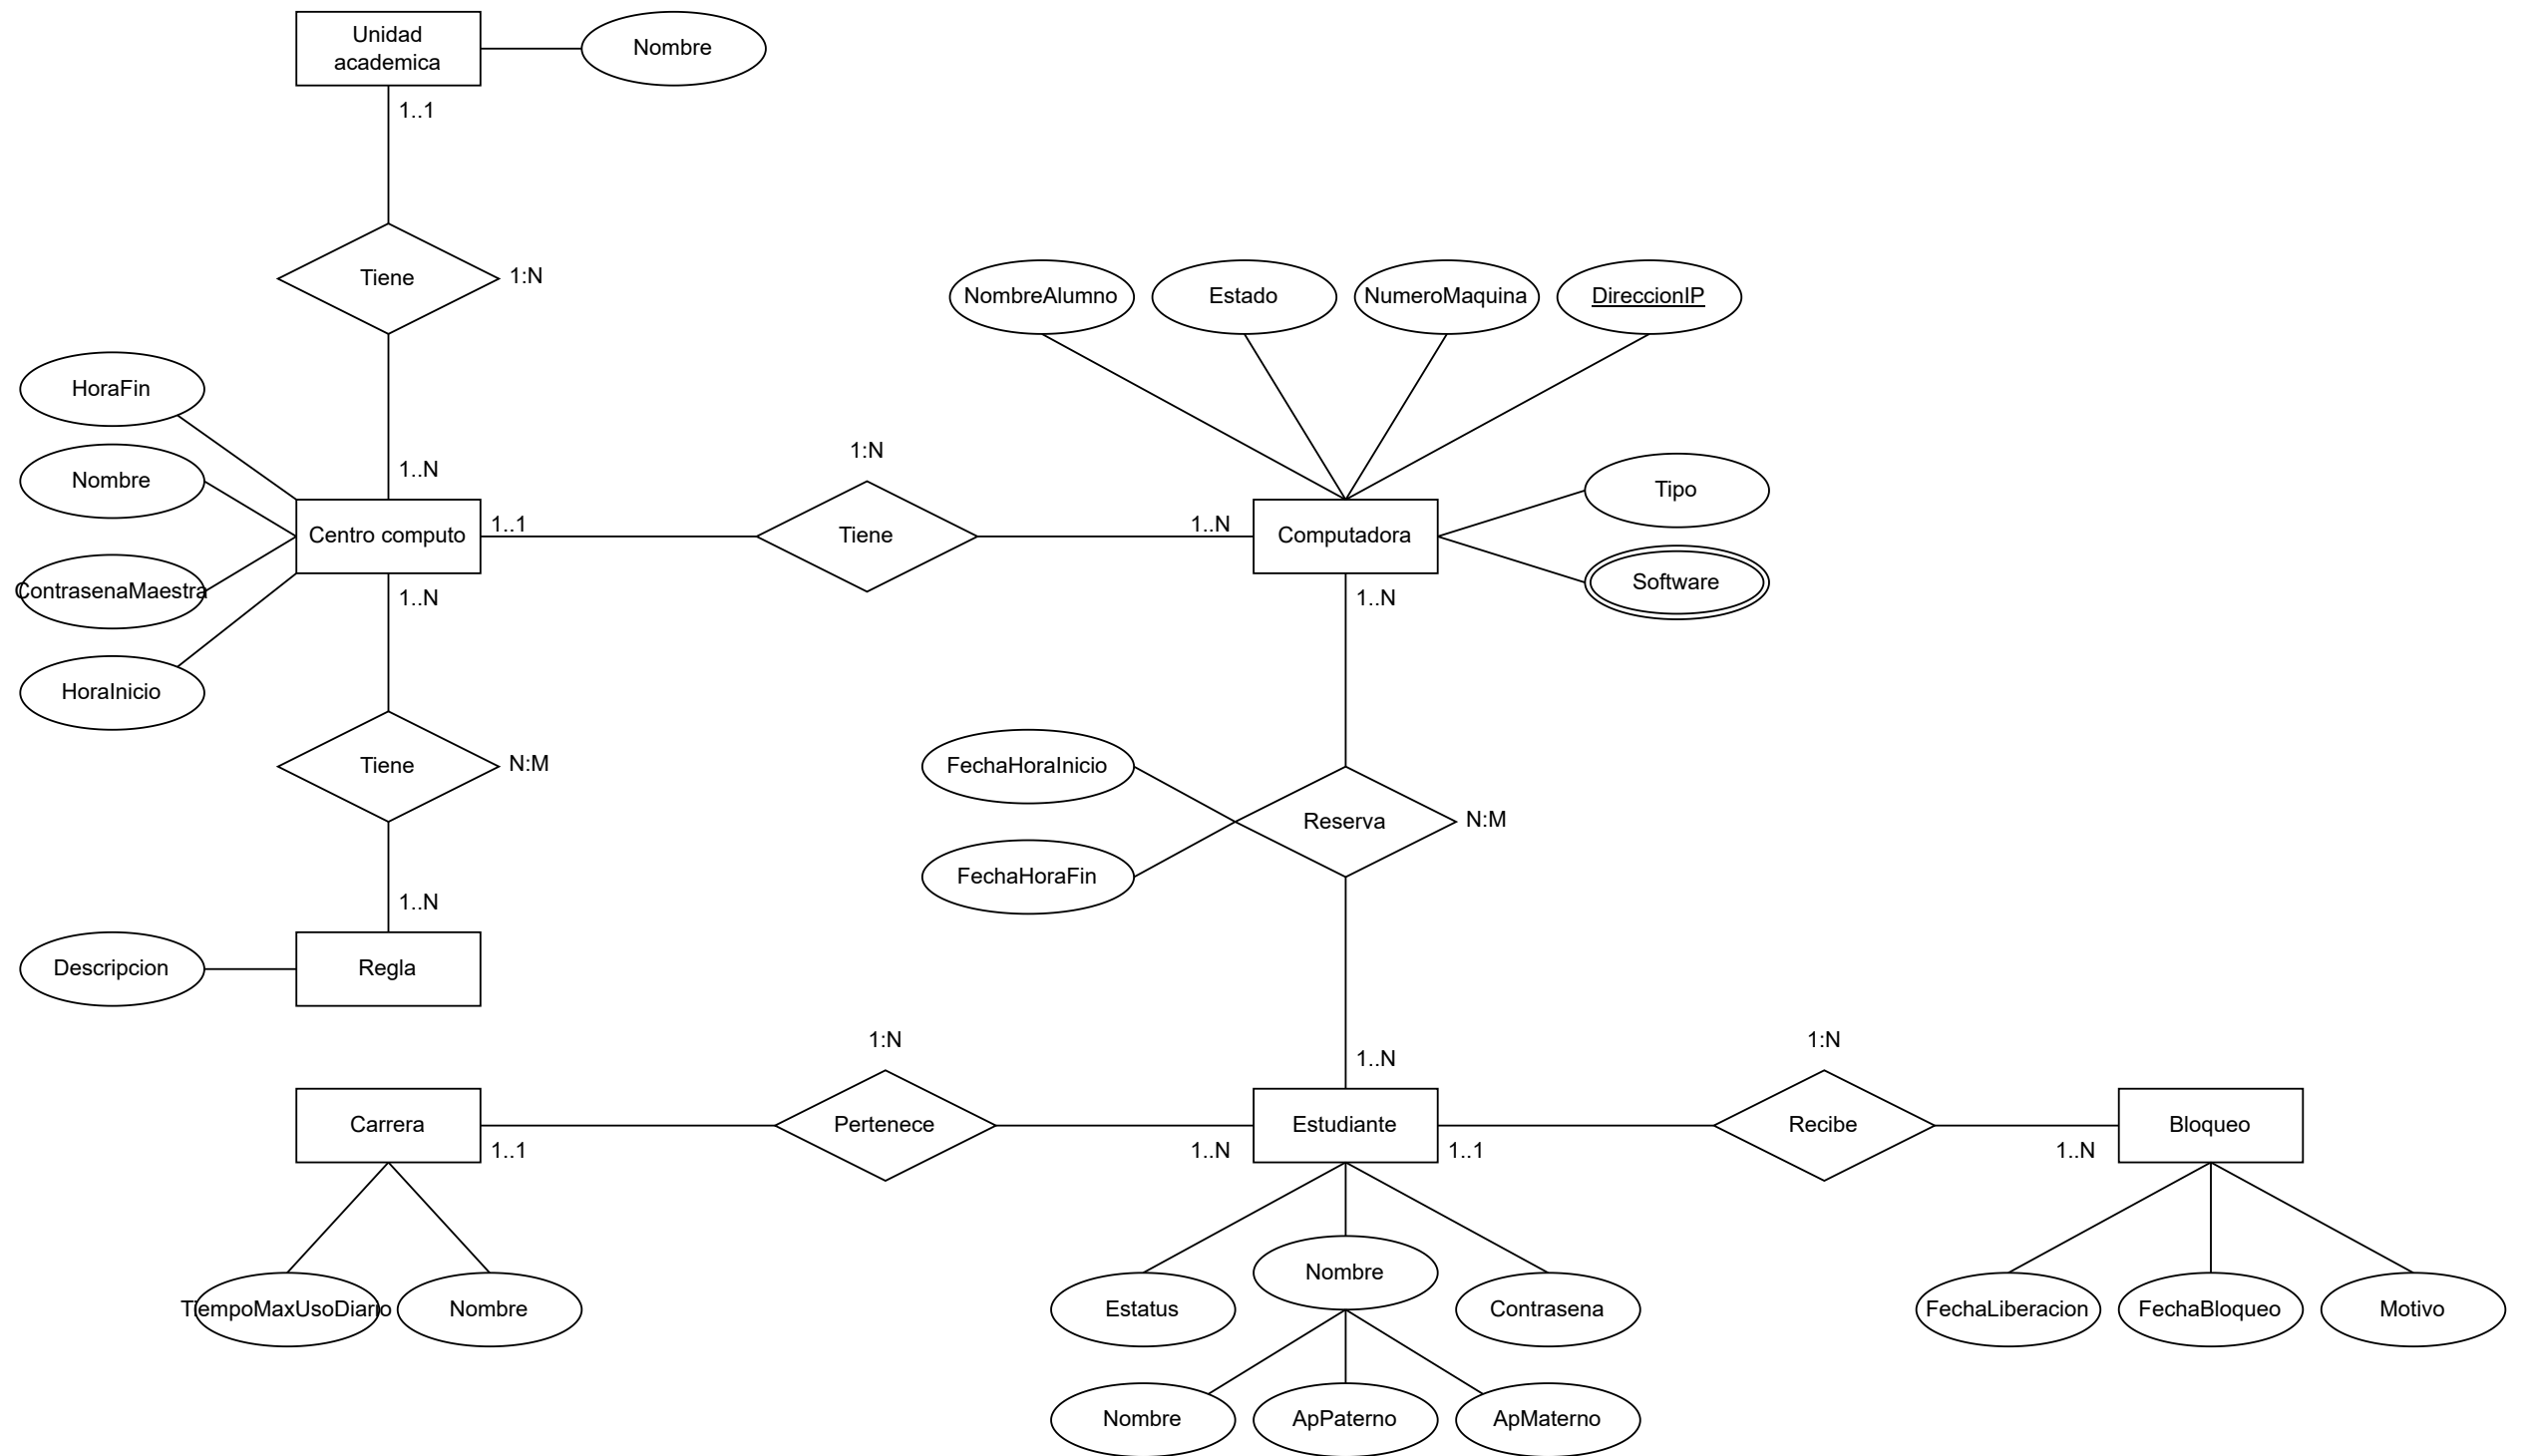 Unidad
academica
Nombre
1..1
Tiene
1:N
NombreAlumno
Estado
NumeroMaquina
DireccionIP
HoraFin
Nombre
ContrasenaMaestra
HoraInicio
1..N
Centro computo
1..1
1:N
Tiene
1..N
Computadora
Tipo
Software
1..N
1..N
Tiene
N:M
FechaHoraInicio
FechaHoraFin
Reserva
N:M
1..N
Descripcion
Regla
1..N
Carrera
1..1
1:N
Pertenece
1..N
Estudiante
1..1
1:N
Recibe
1..N
Bloqueo
TiempoMaxUsoDiario
Nombre
Estatus
Nombre
Contrasena
FechaLiberacion
FechaBloqueo
Motivo
Nombre
ApPaterno
ApMaterno